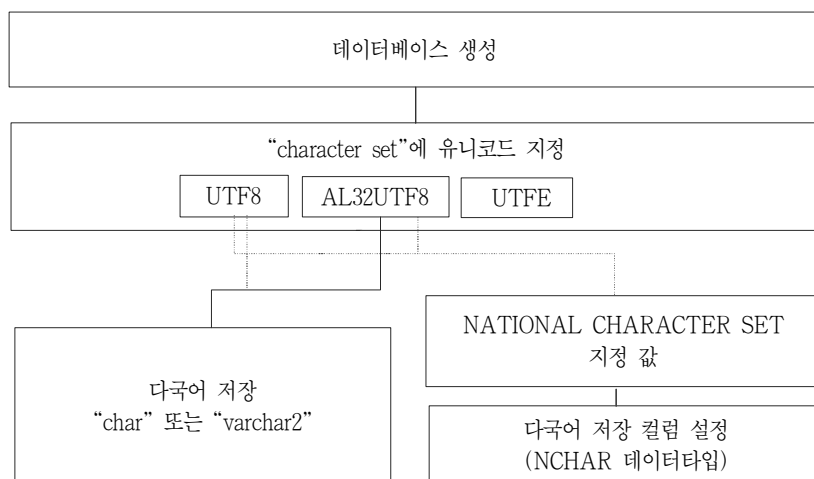 데이터베이스 생성
“character set”에 유니코드 지정
UTF8 AL32UTF8 UTFE
NATIONAL CHARACTER SET
지정 값
다국어 저장
“char” 또는 “varchar2”
다국어 저장 컬럼 설정
(NCHAR 데이터타입)